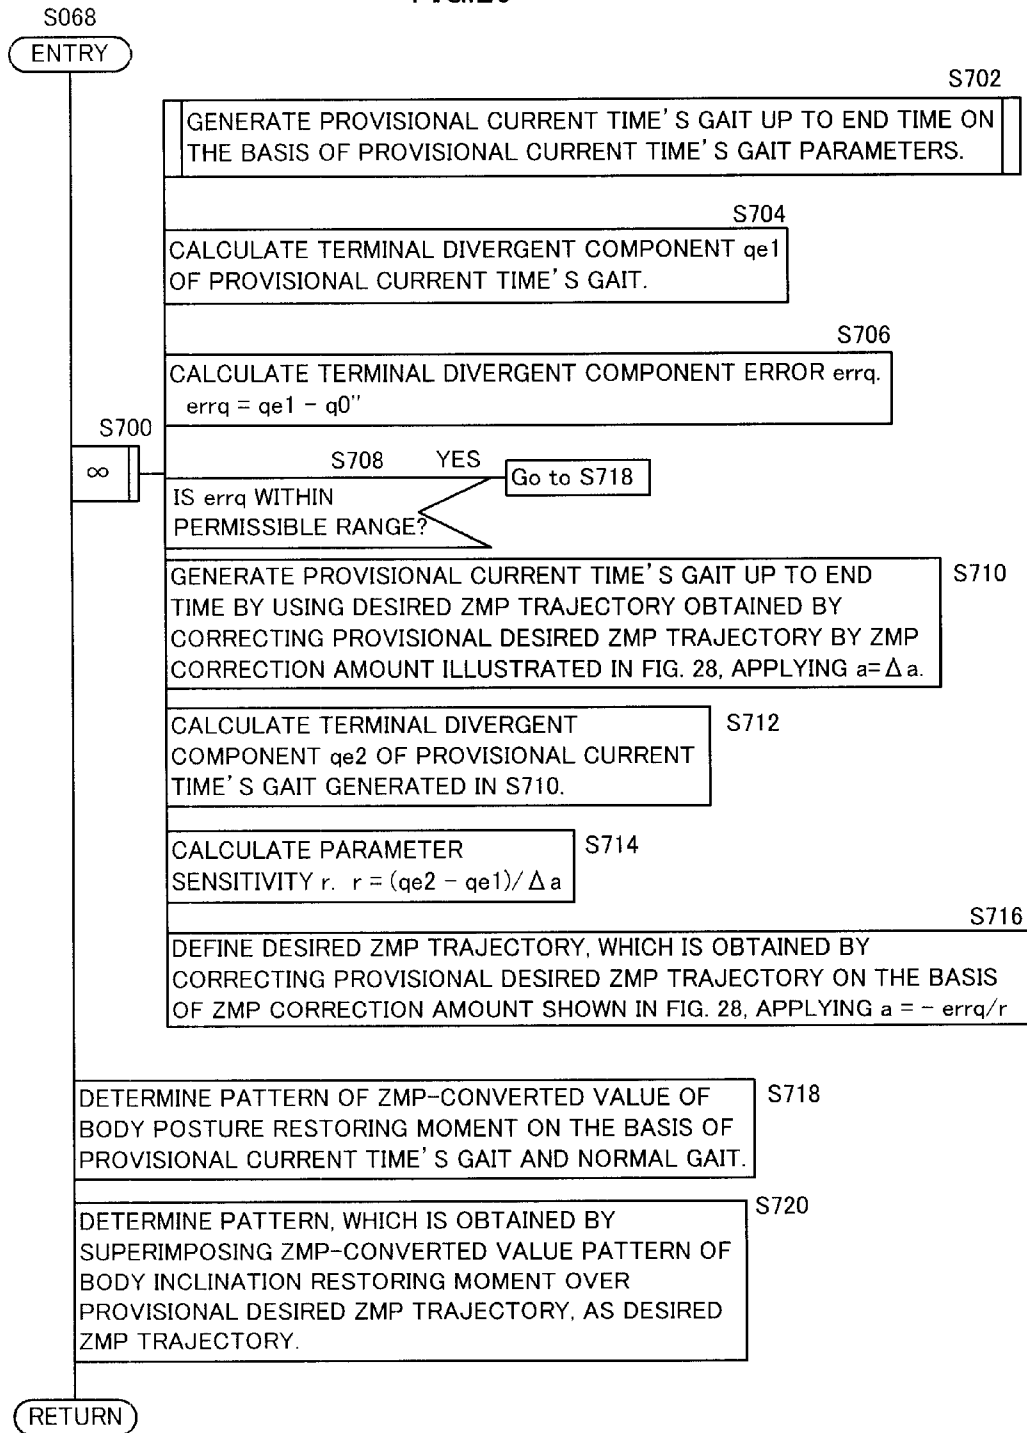 S068
ENTRY
S702
GENERATE PROVISIONAL CURRENT TIME'S GAIT UP TO END TIME ON
THE BASIS OF PROVISIONAL CURRENT TIME'S GAIT PARAMETERS.
S704
CALCULATE TERMINAL DIVERGENT COMPONENT qe1
OF PROVISIONAL CURRENT TIME'S GAIT.
S706
CALCULATE TERMINAL DIVERGENT COMPONENT ERROR errq.
errq = qe1 - q0"
S700
∞
S708 YES
Go to S718
IS errq WITHIN
PERMISSIBLE RANGE?
S710
GENERATE PROVISIONAL CURRENT TIME'S GAIT UP TO END
TIME BY USING DESIRED ZMP TRAJECTORY OBTAINED BY
CORRECTING PROVISIONAL DESIRED ZMP TRAJECTORY BY ZMP
CORRECTION AMOUNT ILLUSTRATED IN FIG. 28, APPLYING a=Δa.
S712
CALCULATE TERMINAL DIVERGENT
COMPONENT qe2 OF PROVISIONAL CURRENT
TIME'S GAIT GENERATED IN S710.
S714
CALCULATE PARAMETER
SENSITIVITY r. r = (qe2 - qe1)/Δa
S716
DEFINE DESIRED ZMP TRAJECTORY, WHICH IS OBTAINED BY
CORRECTING PROVISIONAL DESIRED ZMP TRAJECTORY ON THE BASIS
OF ZMP CORRECTION AMOUNT SHOWN IN FIG. 28, APPLYING a = - errq/r
S718
DETERMINE PATTERN OF ZMP-CONVERTED VALUE OF
BODY POSTURE RESTORING MOMENT ON THE BASIS OF
PROVISIONAL CURRENT TIME'S GAIT AND NORMAL GAIT.
S720
DETERMINE PATTERN, WHICH IS OBTAINED BY
SUPERIMPOSING ZMP-CONVERTED VALUE PATTERN OF
BODY INCLINATION RESTORING MOMENT OVER
PROVISIONAL DESIRED ZMP TRAJECTORY, AS DESIRED
ZMP TRAJECTORY.
RETURN